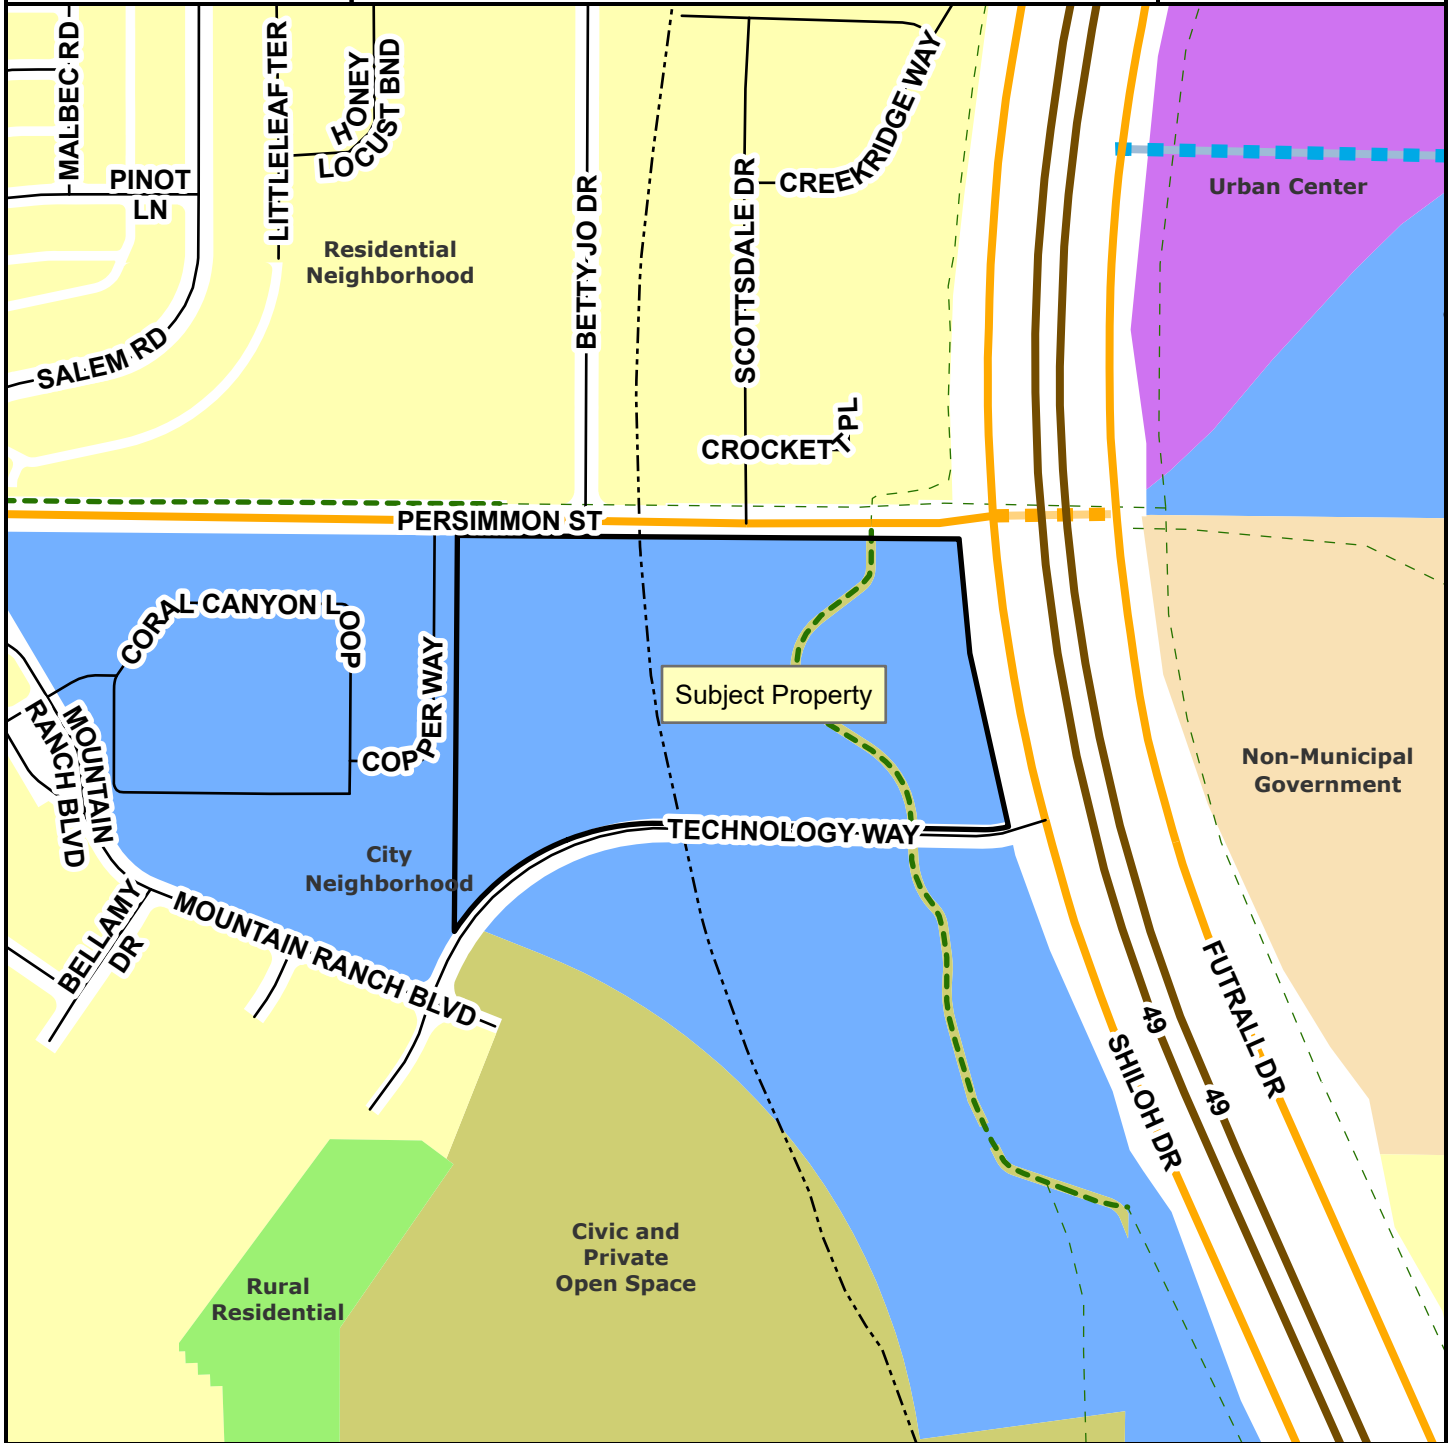 MALBEC RD
PINOT
LN
LITTLELEAF TER
HONEY
LOCUST BND
BETTY JO DR
SCOTTSDALE DR
CREEKRIDGE WAY
Urban Center
Residential
Neighborhood
SALEM RD
CROCKETT PL
PERSIMMON ST
CORAL CANYON LOOP
COPPER WAY
Subject Property
MOUNTAIN
RANCH BLVD
Non-Municipal
Government
TECHNOLOGY WAY
City
Neighborhood
BELLAMY
DR
MOUNTAIN RANCH BLVD
FUTRALL DR
49
SHILOH DR
49
Civic and
Private
Open Space
Rural
Residential